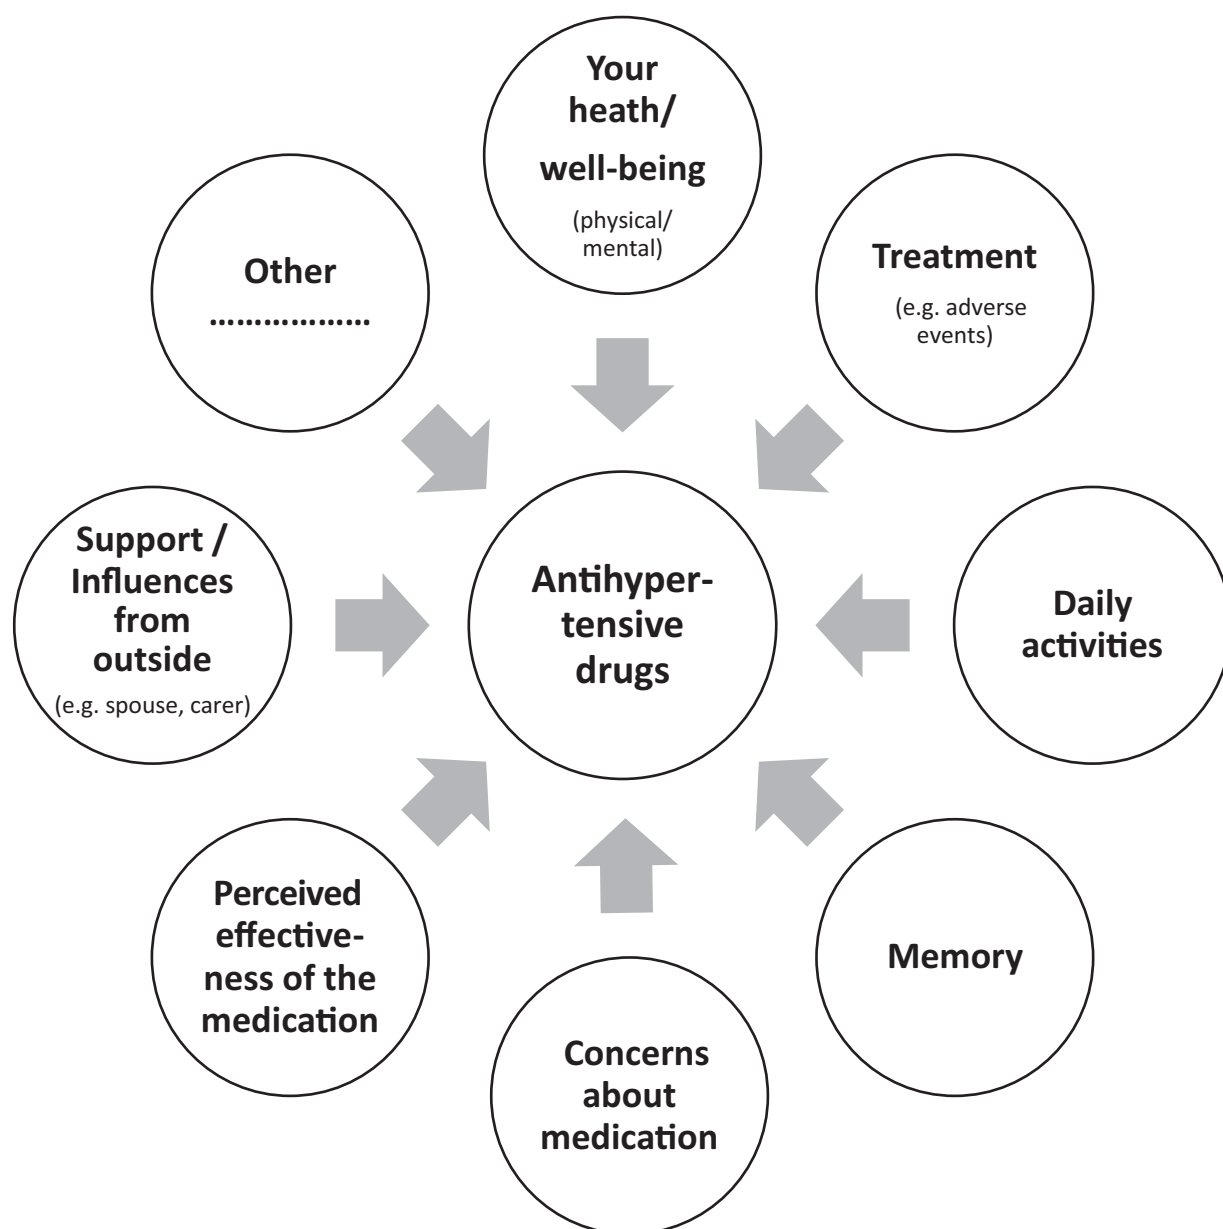 Your
heath/
well-being
(physical/
mental)
Treatment
(e.g. adverse
events)
Other
...................
Daily
activities
Antihyper-
tensive
drugs
Support /
Influences
from
outside
(e.g. spouse, carer)
Memory
Perceived
effective-
ness of the
medication
Concerns
about
medication